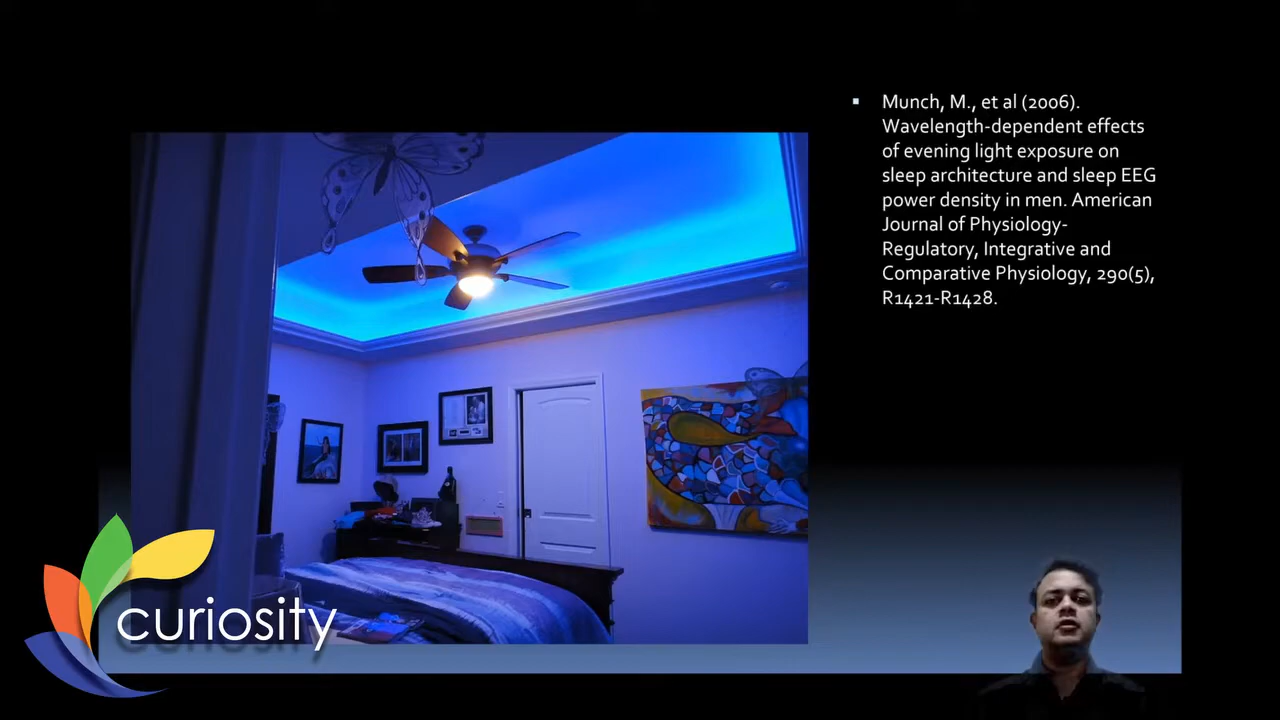 Munch, M., et al (2006).
Wavelength-dependent effects
of evening light exposure on
sleep architecture and sleep EEG
power density in men. American
Journal of Physiology-
Regulatory, Integrative and
Comparative Physiology, 290(5),
R1421-R1428.
curiosity